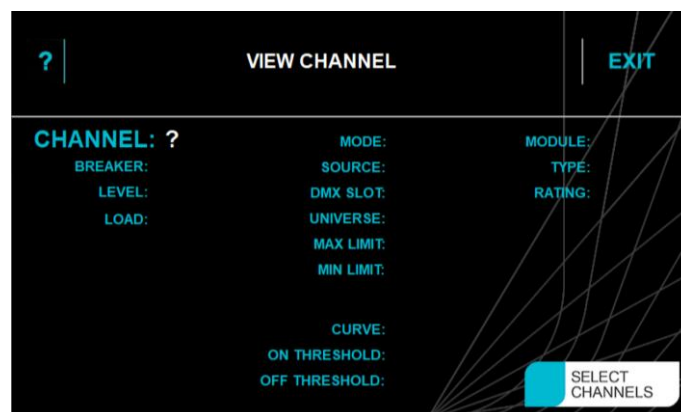 ?
VIEW CHANNEL
EXIT
CHANNEL: ?
BREAKER:
LEVEL:
LOAD:
MODE:
SOURCE:
DMX SLOT:
UNIVERSE:
MAX LIMIT:
MIN LIMIT:
CURVE:
ON THRESHOLD:
OFF THRESHOLD:
MODULE:
TYPE:
RATING:
SELECT
CHANNELS